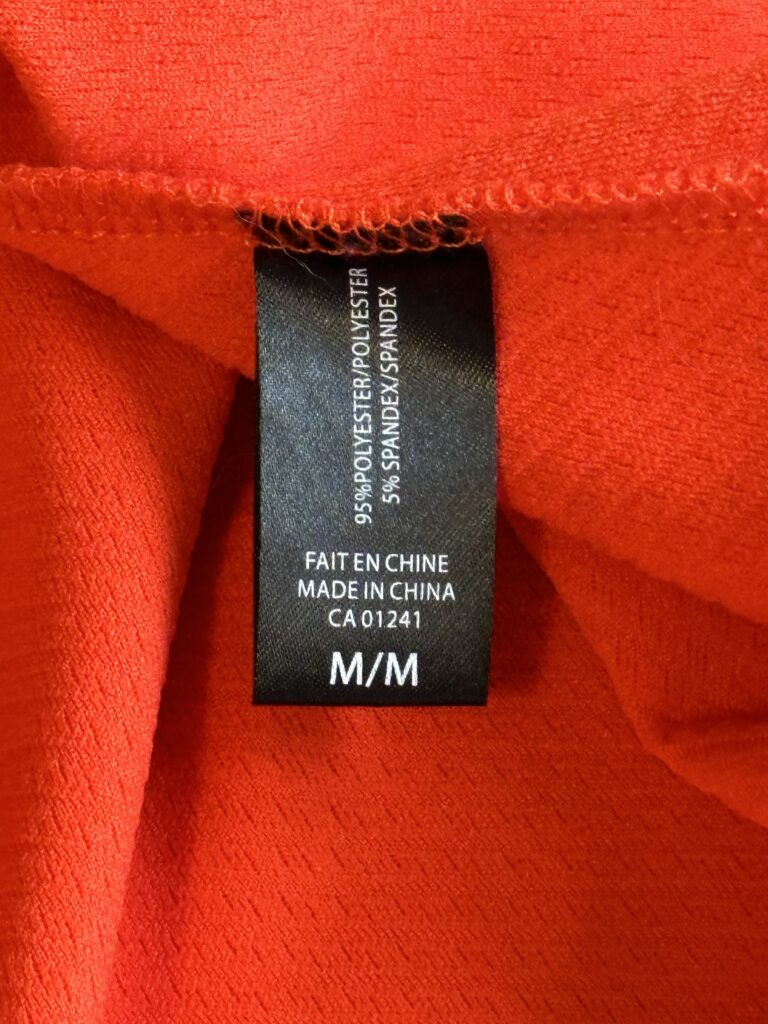 95%POLYESTER/POLYESTER
5% SPANDEX/SPANDEX
FAIT EN CHINE
MADE IN CHINA
CA 01241
M/M